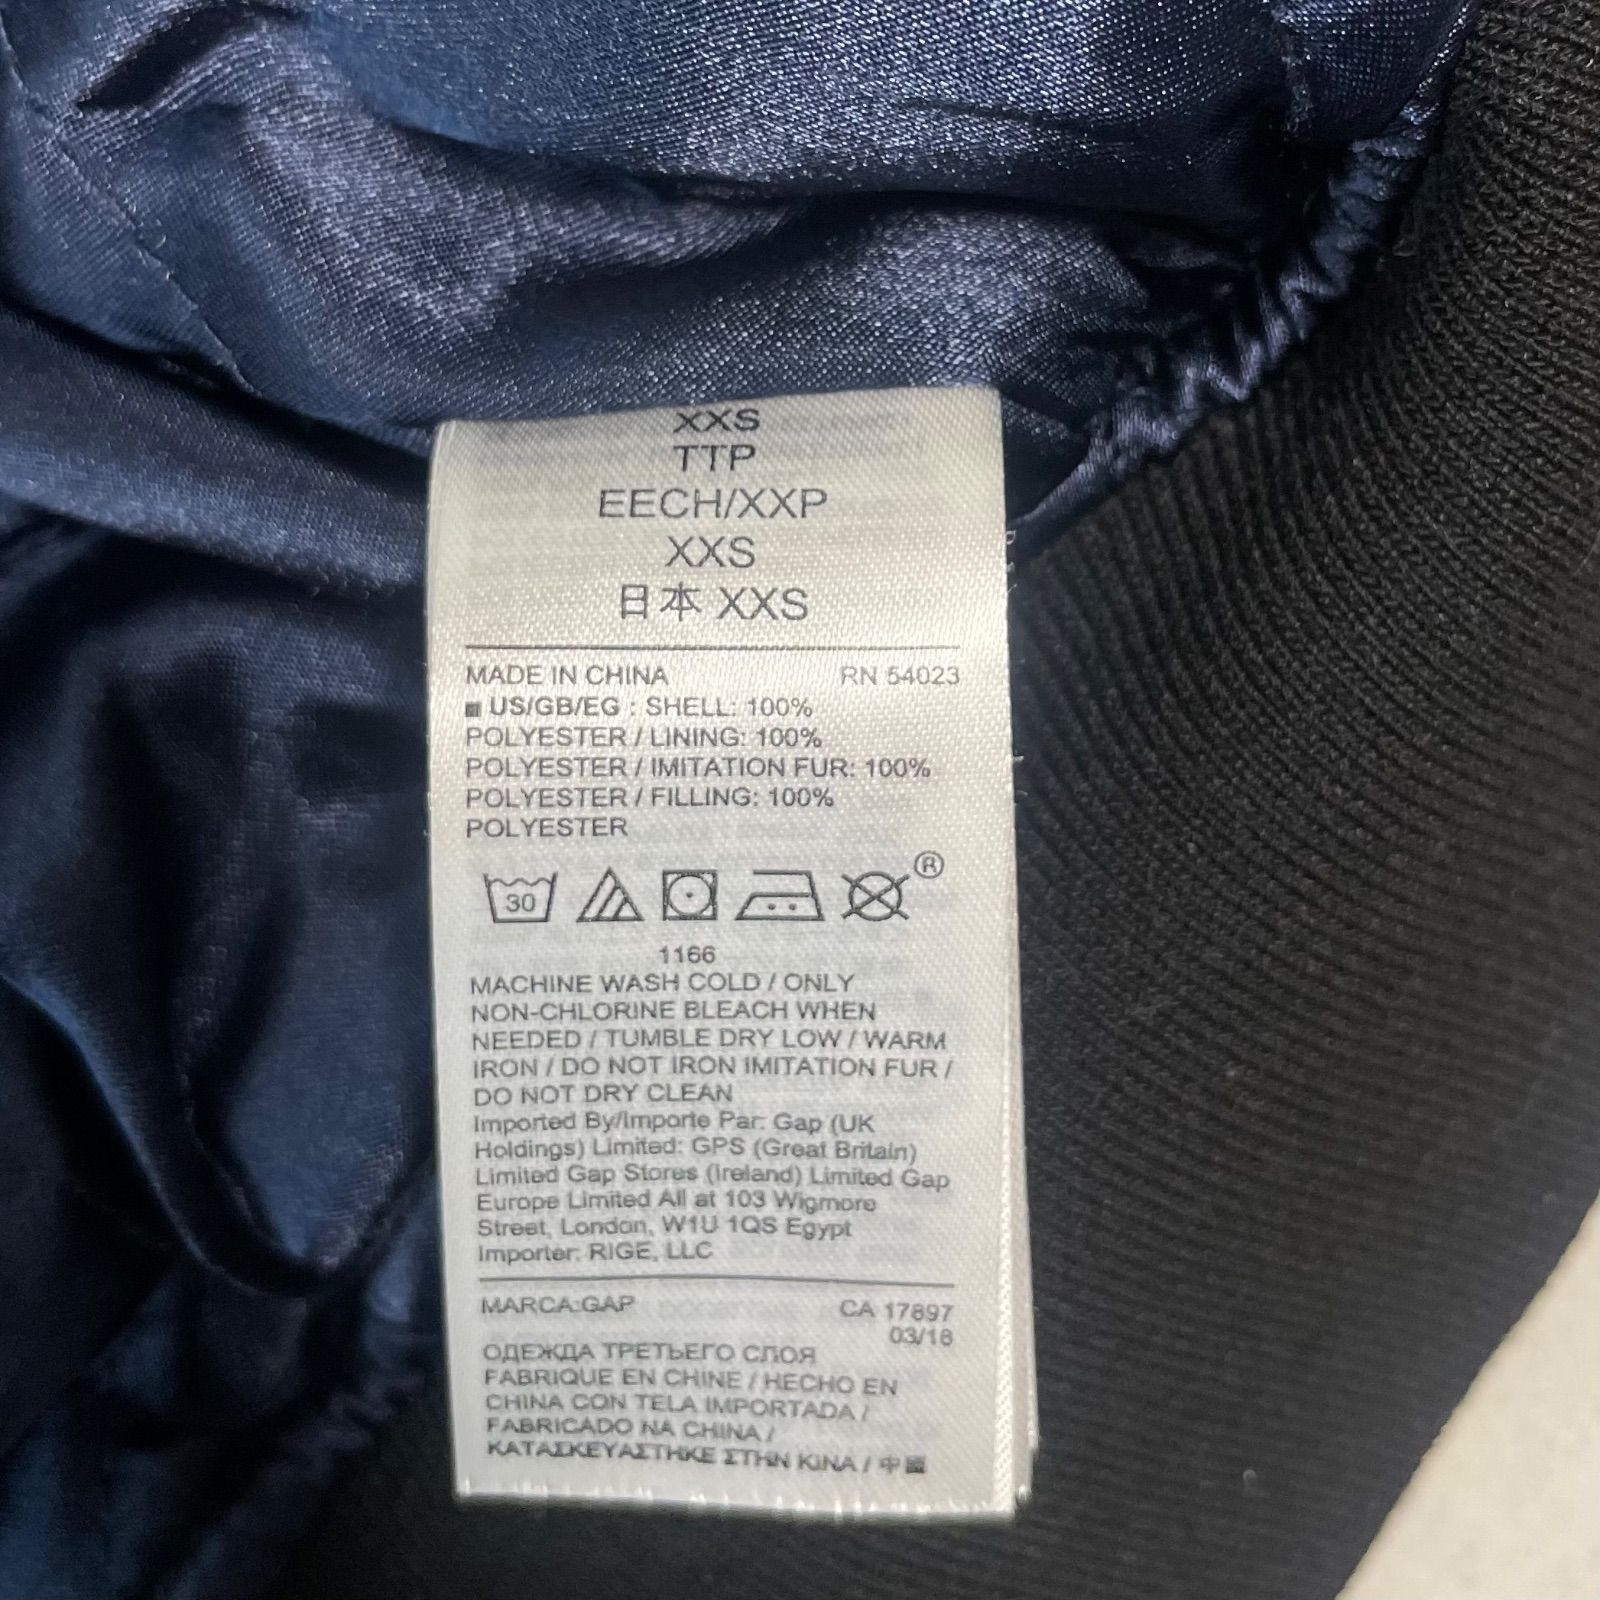 XXS
TTP
EECH/XXP
XXS
日本 XXS
MADE IN CHINA RN 54023
US/GB/EG : SHELL: 100%
POLYESTER / LINING: 100%
POLYESTER / IMITATION FUR: 100%
POLYESTER / FILLING: 100%
POLYESTER
30 ®
1166
MACHINE WASH COLD / ONLY
NON-CHLORINE BLEACH WHEN
NEEDED / TUMBLE DRY LOW / WARM
IRON / DO NOT IRON IMITATION FUR /
DO NOT DRY CLEAN
Imported By/Importe Par: Gap (UK
Holdings) Limited: GPS (Great Britain)
Limited Gap Stores (Ireland) Limited Gap
Europe Limited All at 103 Wigmore
Street, London, W1U 1QS Egypt
Importer: RIGE, LLC
MARCA:GAP CA 17897
03/18
ОДЕЖДА ТРЕТЬЕГО СЛОЯ
FABRIQUE EN CHINE / HECHO EN
CHINA CON TELA IMPORTADA /
FABRICADO NA CHINA /
ΚΑΤΑΣΚΕΥΑΣΤΗΚΕ ΣΤΗΝ ΚΙΝΑ / 中國